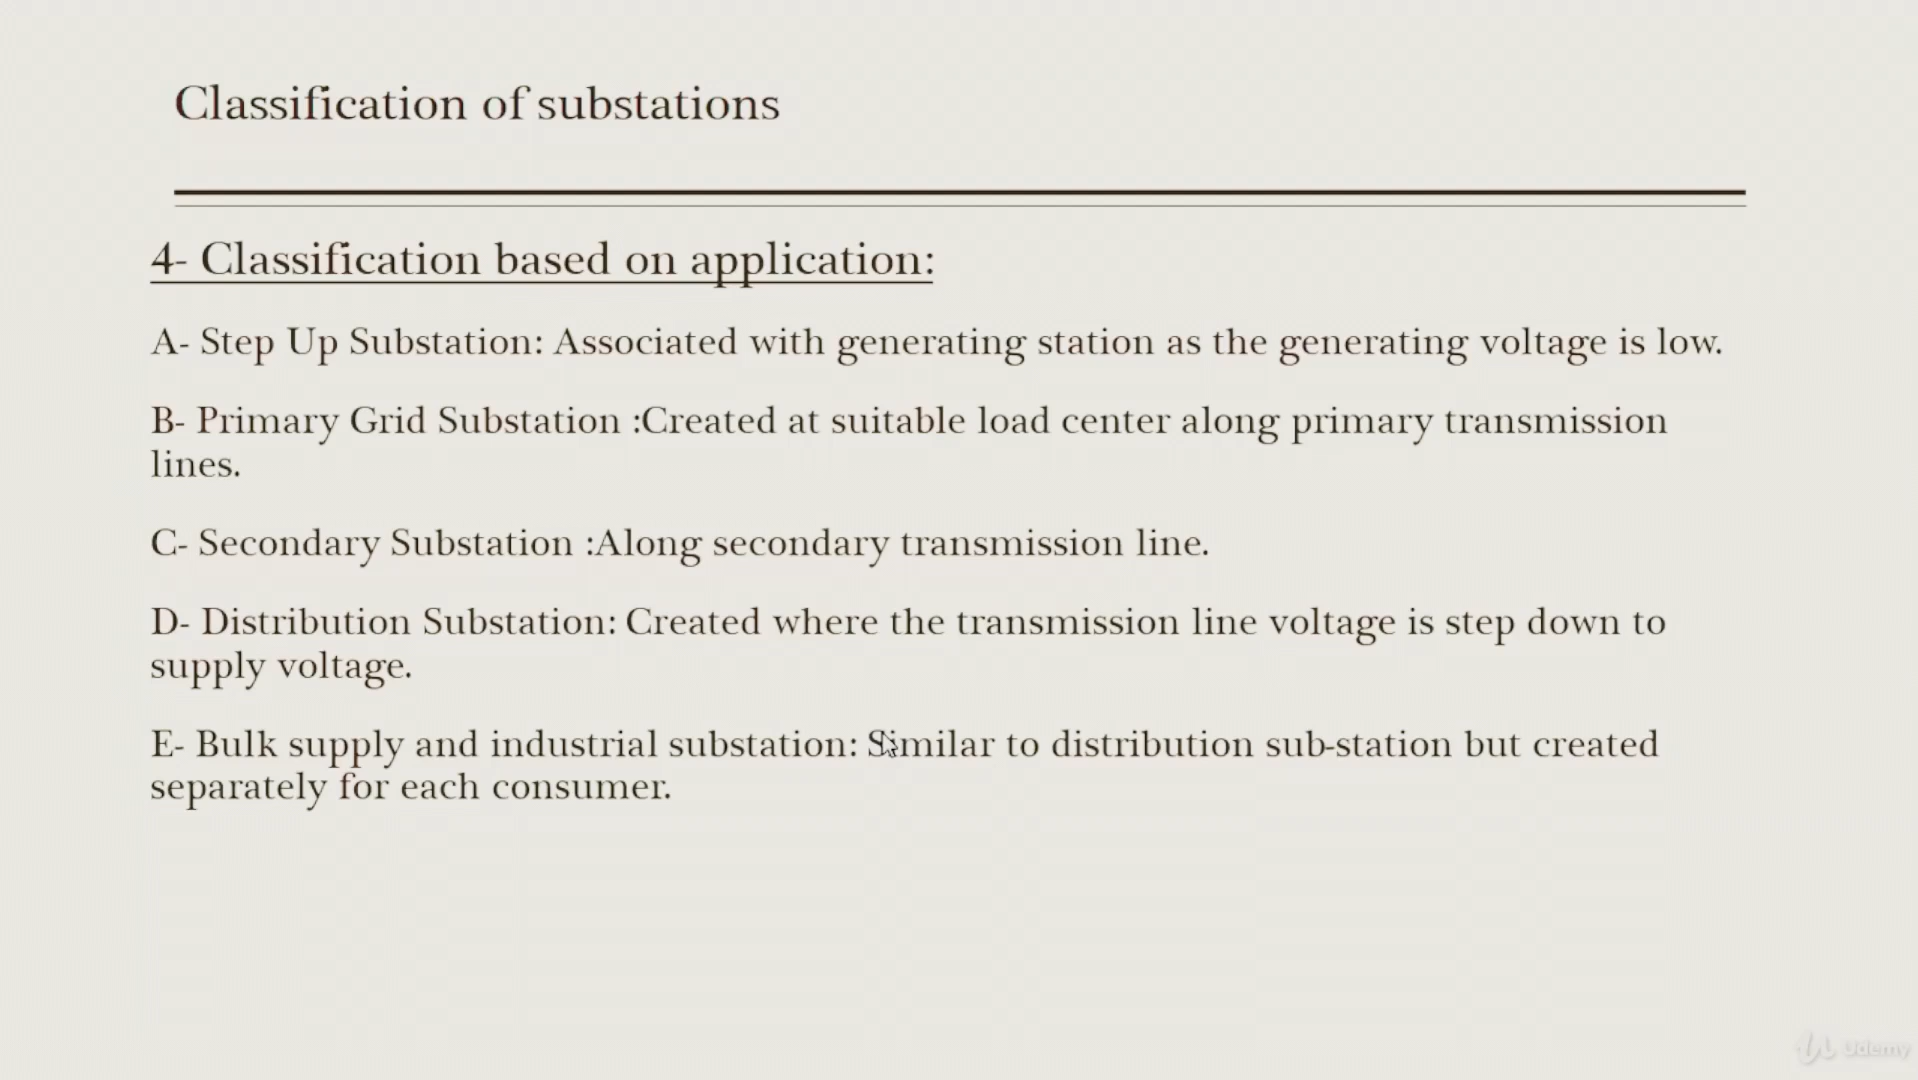 Classification of substations
4- Classification based on application:
A- Step Up Substation: Associated with generating station as the generating voltage is low.
B- Primary Grid Substation :Created at suitable load center along primary transmission
lines.
C- Secondary Substation :Along secondary transmission line.
D- Distribution Substation: Created where the transmission line voltage is step down to
supply voltage.
E- Bulk supply and industrial substation: Similar to distribution sub-station but created
separately for each consumer.
Udemy